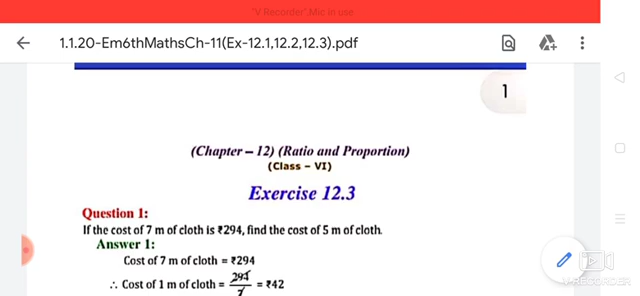 "V Recorder",Mic in use
1.1.20-Em6thMathsCh-11(Ex-12.1,12.2,12.3).pdf
1
(Chapter – 12) (Ratio and Proportion)
(Class – VI)
Exercise 12.3
Question 1:
If the cost of 7 m of cloth is ₹294, find the cost of 5 m of cloth.
Answer 1:
Cost of 7 m of cloth = ₹294
∴ Cost of 1 m of cloth = 294/7 = ₹42
V-RECORDER